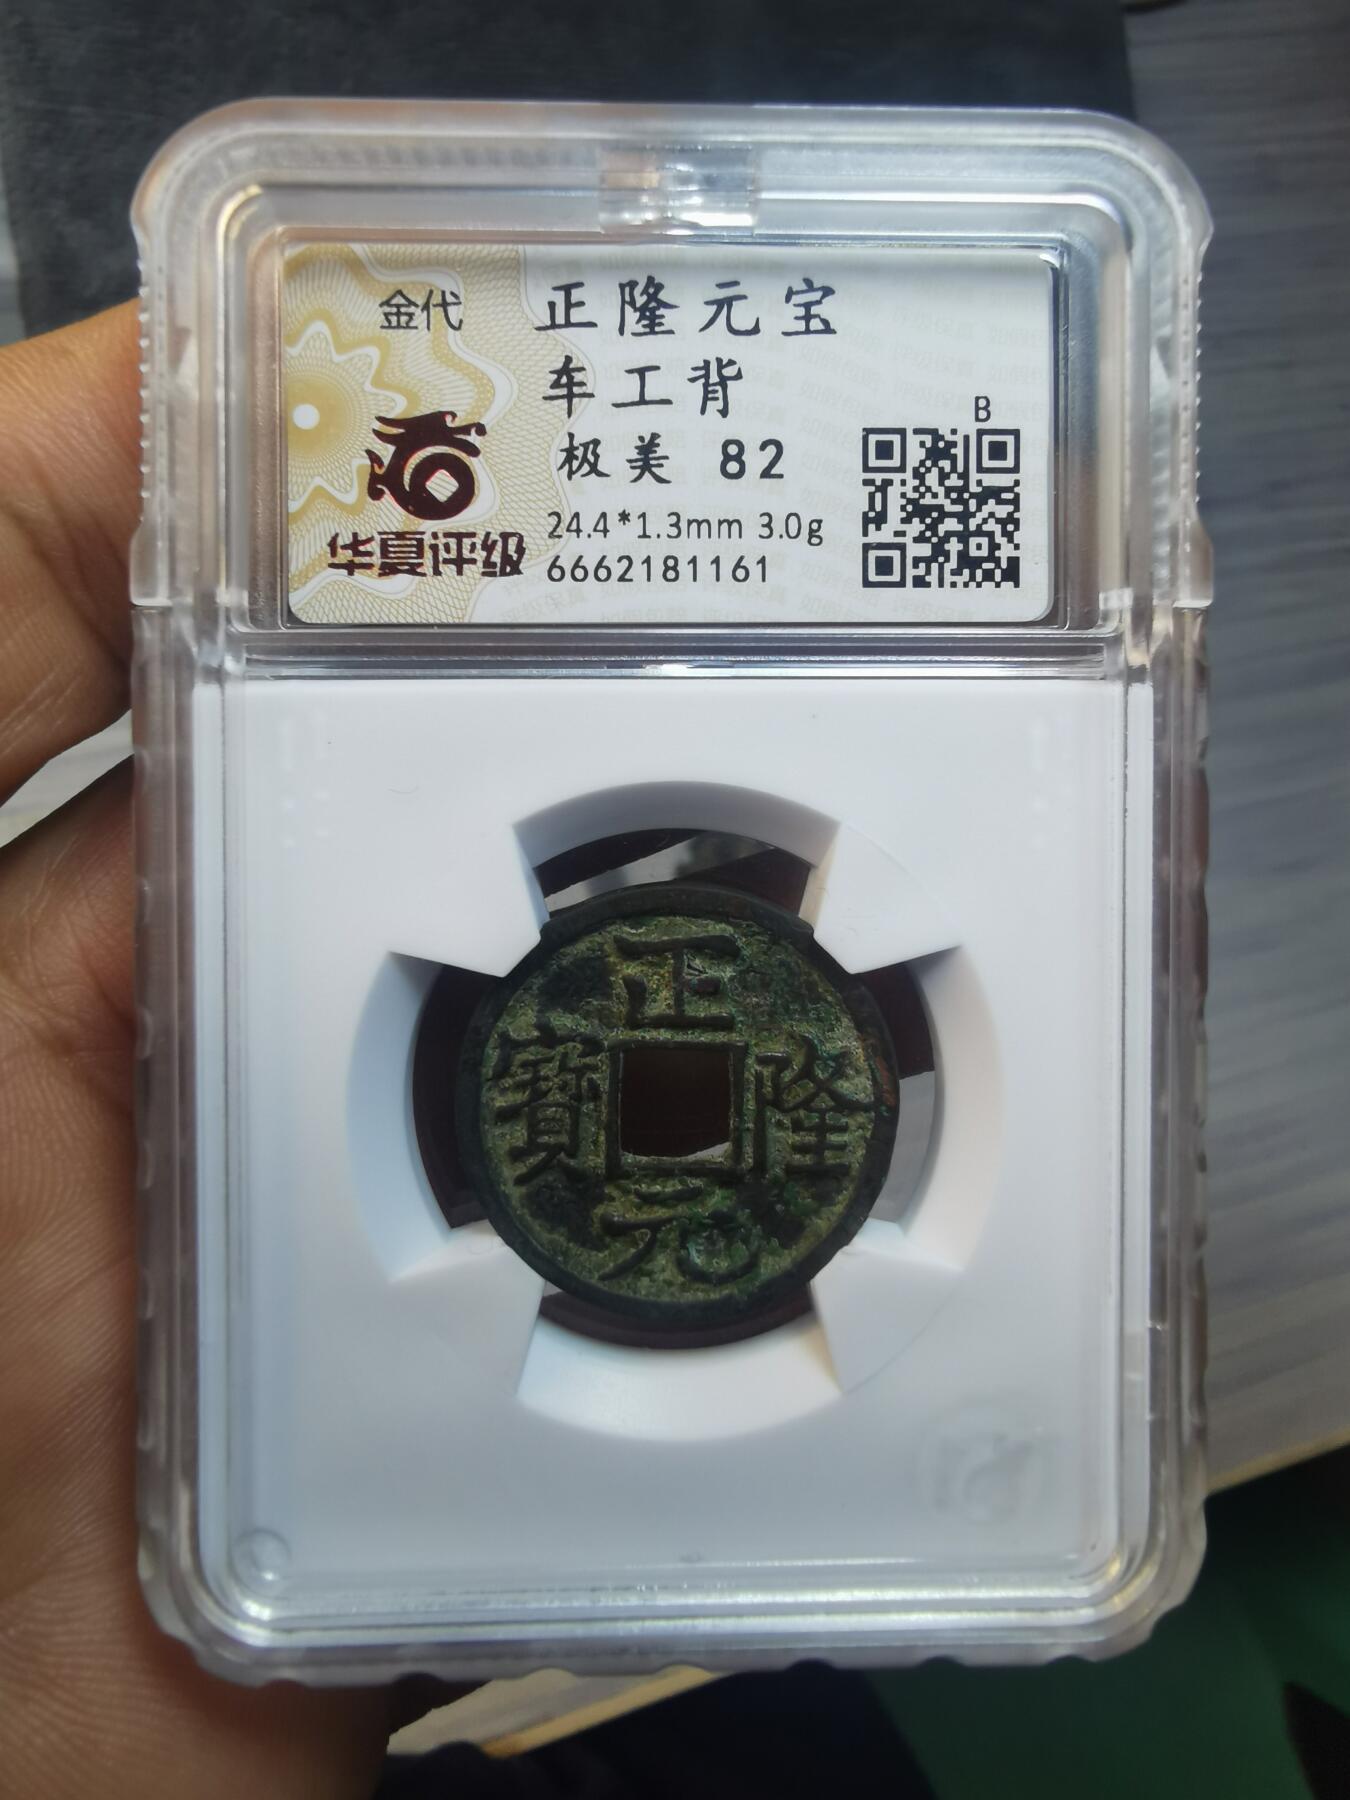 金代
正隆元宝
车工背
极美 82
24.4*1.3mm 3.0g
6662181161
B
华夏评级
正隆元寶